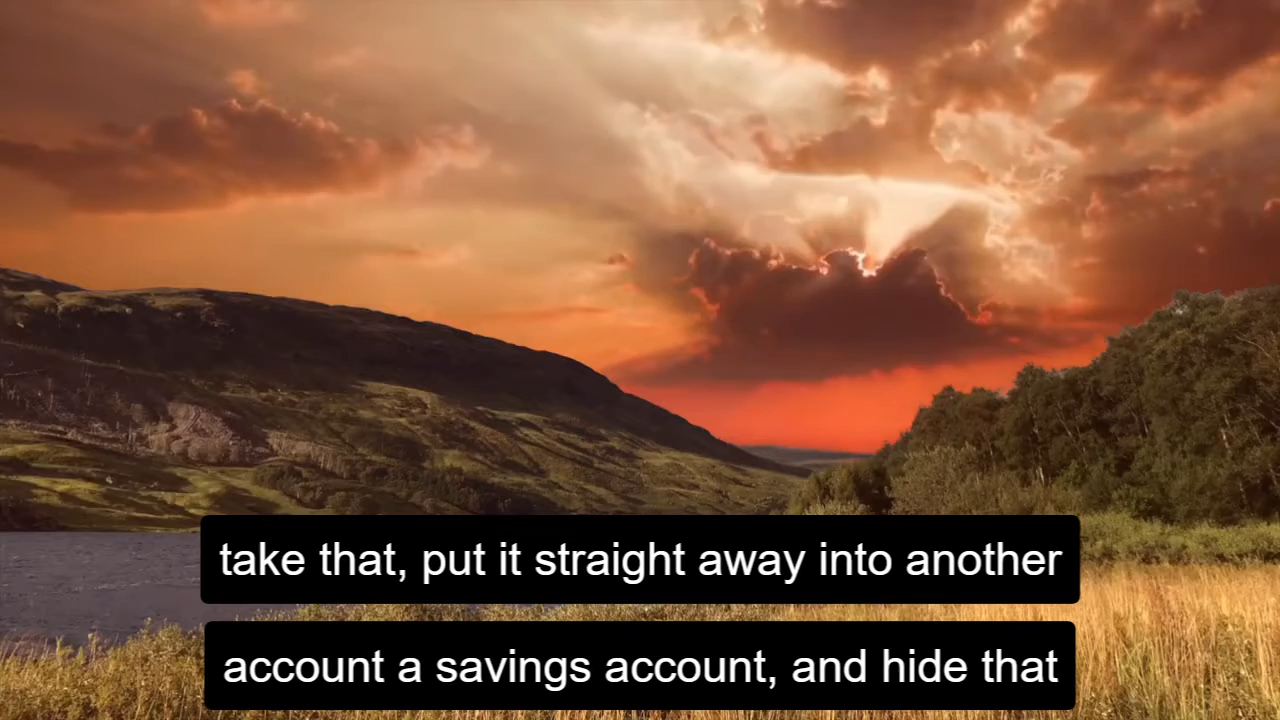 take that, put it straight away into another
account a savings account, and hide that